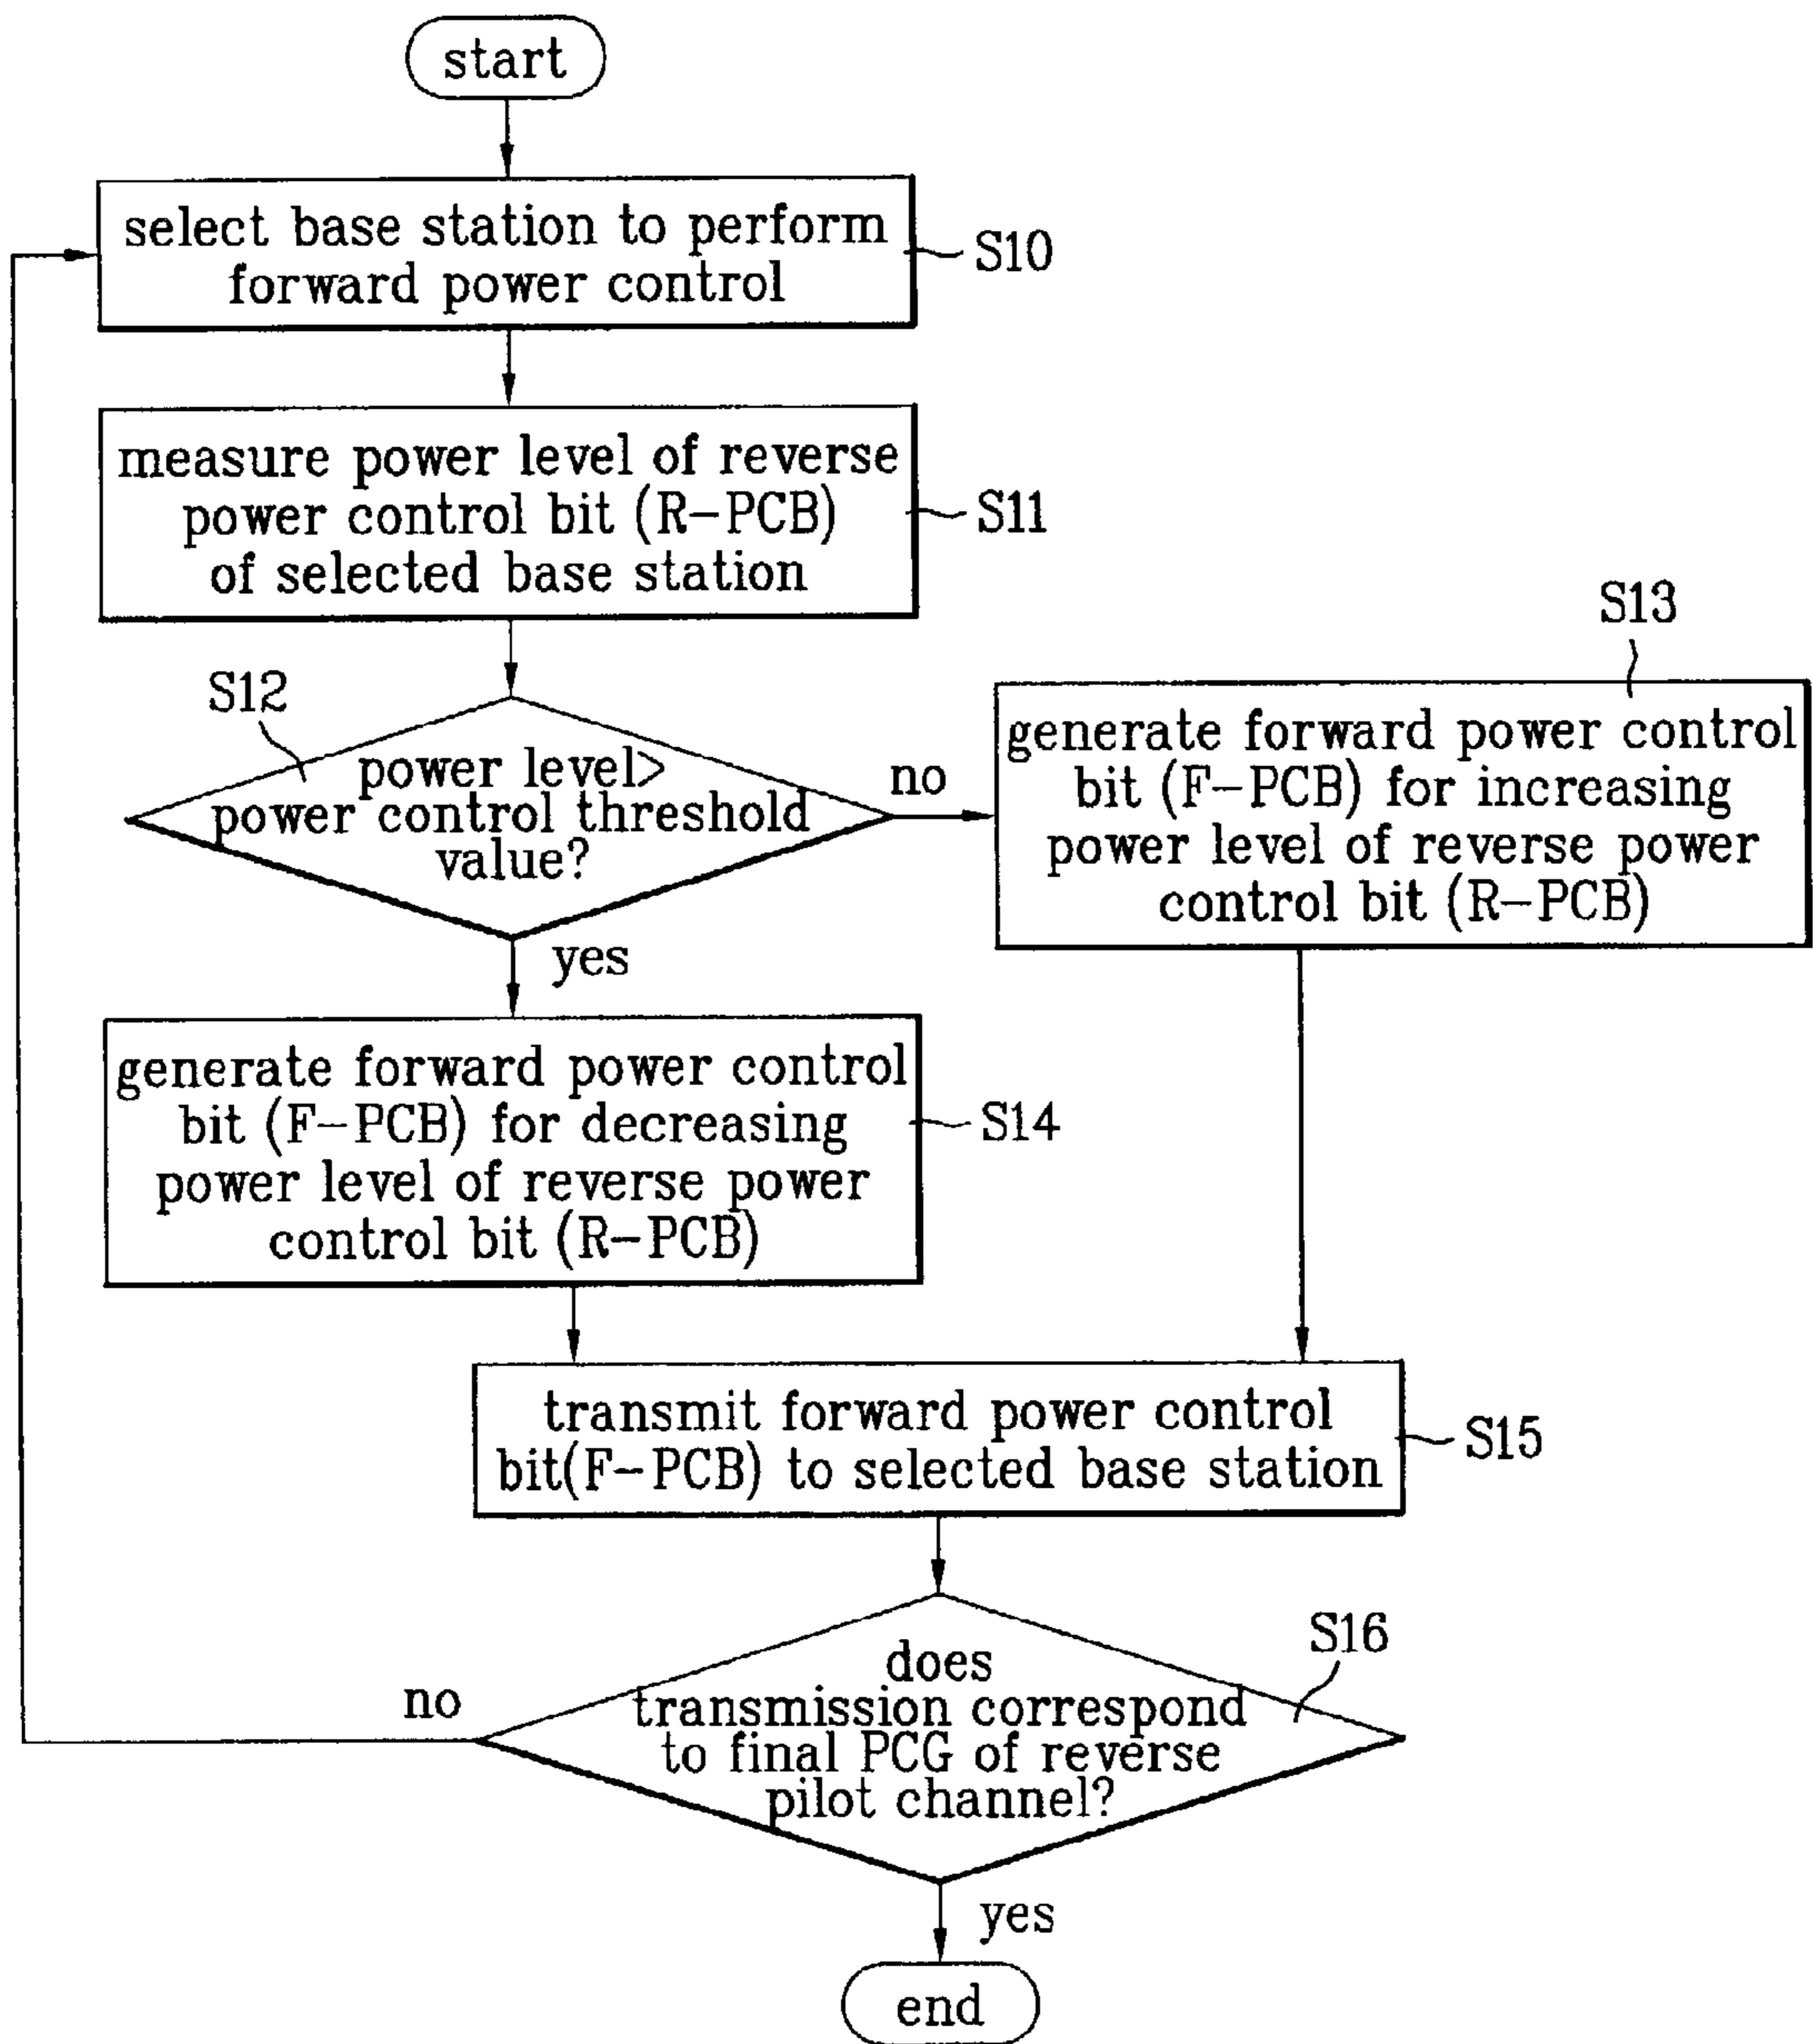 start
select base station to perform
forward power control
S10
measure power level of reverse
power control bit (R-PCB)
of selected base station
S11
S12
power level>
power control threshold
value?
no
yes
S13
generate forward power control
bit (F-PCB) for increasing
power level of reverse power
control bit (R-PCB)
generate forward power control
bit (F-PCB) for decreasing
power level of reverse power
control bit (R-PCB)
S14
transmit forward power control
bit(F-PCB) to selected base station
S15
S16
does
transmission correspond
to final PCG of reverse
pilot channel?
no
yes
end